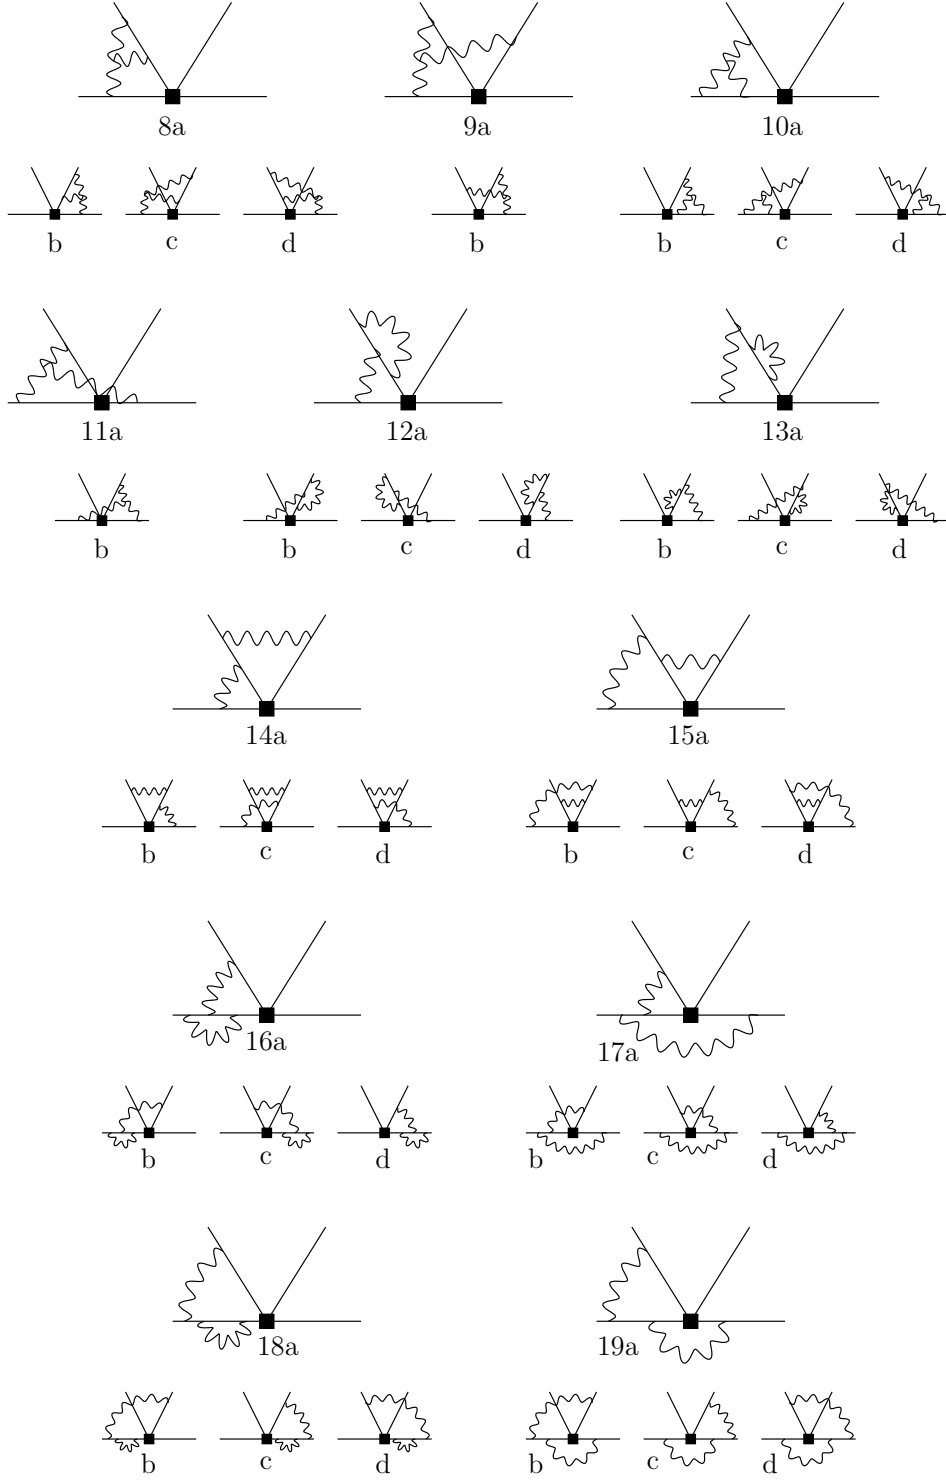 8a 9a 10a
b c d b b c d
11a 12a 13a
b b c d b c d
14a 15a
b c d b c d
16a 17a
b c d b c d
18a 19a
b c d b c d